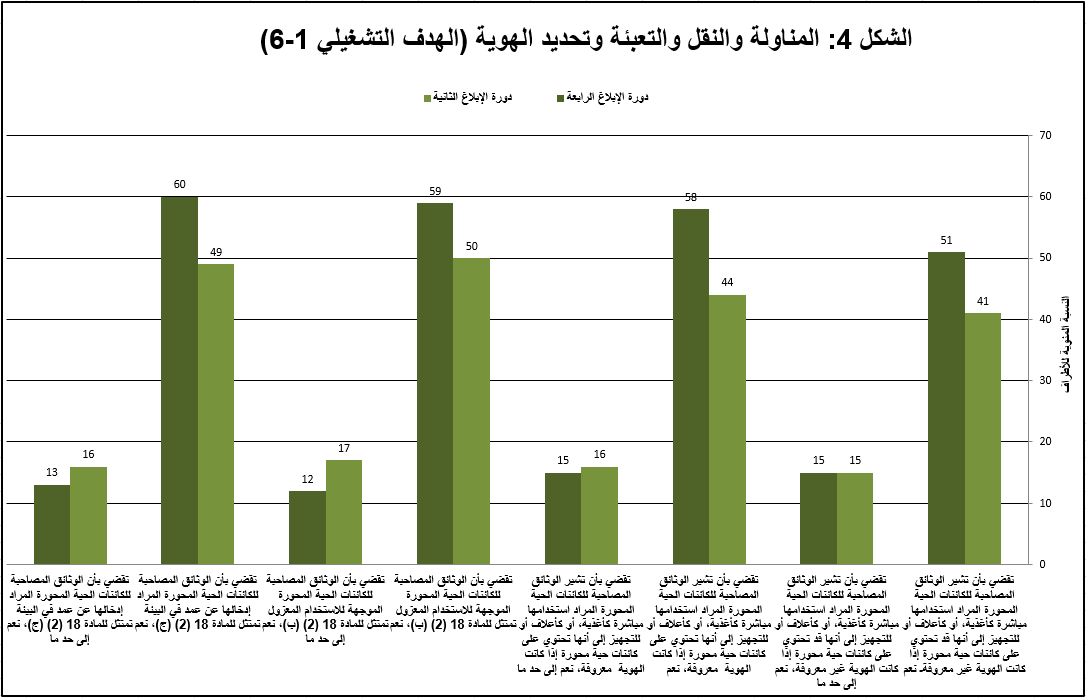 الشكل 4: المناولة والنقل والتعبئة وتحديد الهوية (الهدف التشغيلي 1-6)
دورة الإبلاغ الرابعة
دورة الإبلاغ الثانية
70
60
50
40
30
20
10
0
النسبة المئوية للأطراف
51
41
15
15
58
44
15
16
59
50
12
17
60
49
13
16
تقضي بأن تشير الوثائق
المصاحبة للكائنات الحية
المحورة المراد استخدامها
مباشرة كأغذية، أو كأعلاف أو
للتجهيز إلى أنها قد تحتوي
على كائنات حية محورة إذا
كانت الهوية غير معروفة، نعم
تقضي بأن تشير الوثائق
المصاحبة للكائنات الحية
المحورة المراد استخدامها
مباشرة كأغذية، أو كأعلاف أو
للتجهيز إلى أنها قد تحتوي
على كائنات حية محورة إذا
كانت الهوية غير معروفة، نعم
إلى حد ما
تقضي بأن تشير الوثائق
المصاحبة للكائنات الحية
المحورة المراد استخدامها
مباشرة كأغذية، أو كأعلاف أو
للتجهيز إلى أنها تحتوي على
كائنات حية محورة إذا كانت
الهوية معروفة، نعم
تقضي بأن تشير الوثائق
المصاحبة للكائنات الحية
المحورة المراد استخدامها
مباشرة كأغذية، أو كأعلاف أو
للتجهيز إلى أنها تحتوي على
كائنات حية محورة إذا كانت
الهوية معروفة، نعم إلى حد ما
تقضي بأن الوثائق المصاحبة
للكائنات الحية المحورة
الموجهة للاستخدام المعزول
تمتثل للمادة 18 (2) (ب)، نعم
تقضي بأن الوثائق المصاحبة
للكائنات الحية المحورة
الموجهة للاستخدام المعزول
تمتثل للمادة 18 (2) (ب)، نعم
إلى حد ما
تقضي بأن الوثائق المصاحبة
للكائنات الحية المحورة المراد
إدخالها عن عمد في البيئة
تمتثل للمادة 18 (2) (ج)، نعم
تقضي بأن الوثائق المصاحبة
للكائنات الحية المحورة المراد
إدخالها عن عمد في البيئة
تمتثل للمادة 18 (2) (ج)، نعم
إلى حد ما